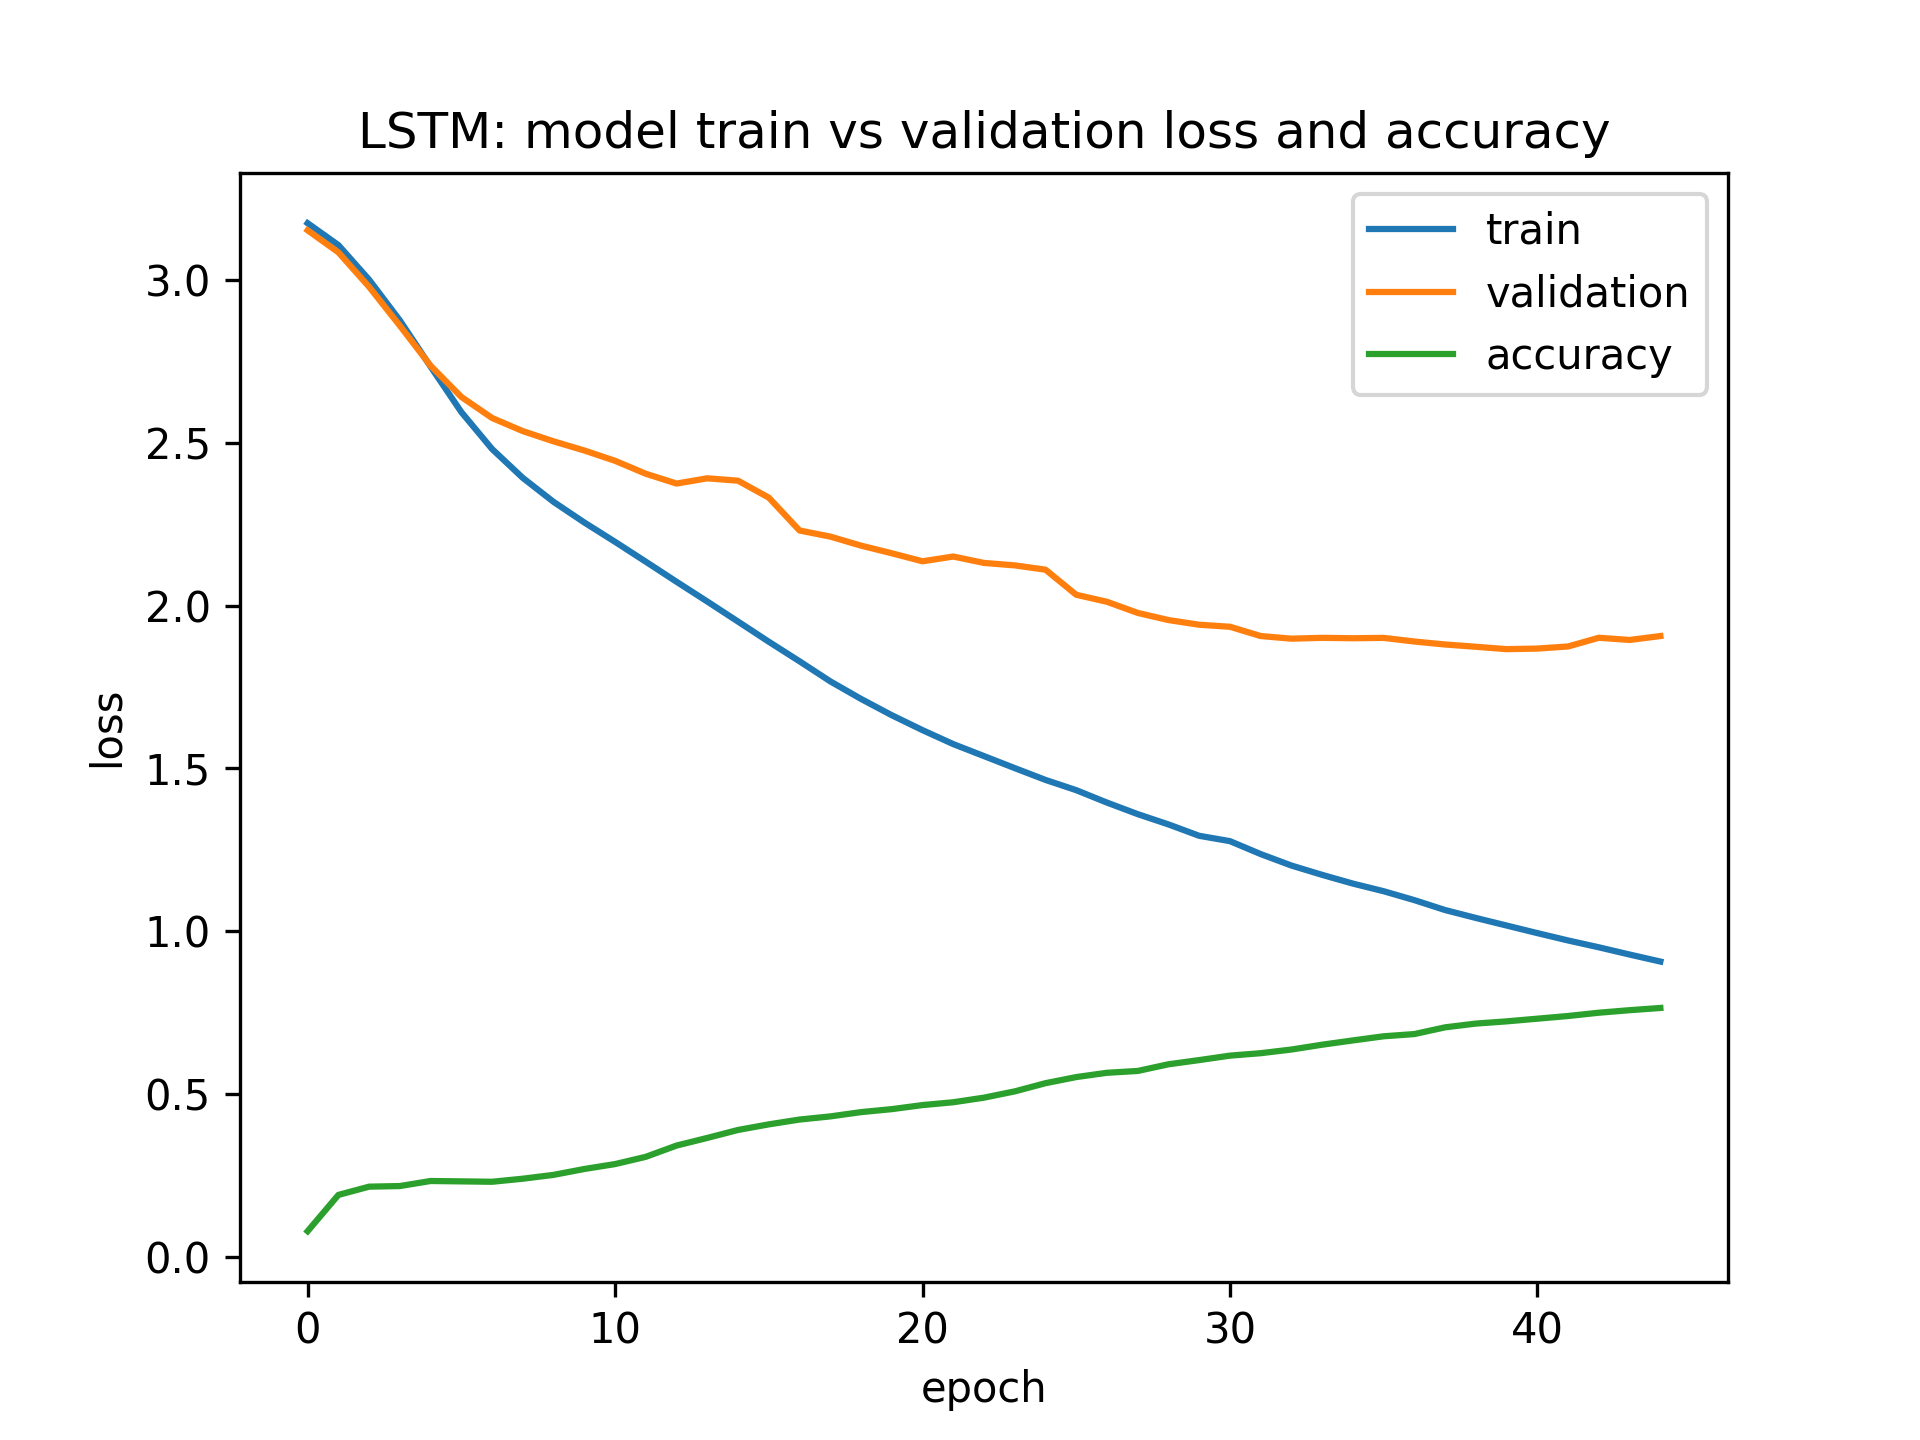 LSTM: model train vs validation loss and accuracy
train
validation
accuracy
3.0
2.5
2.0
1.5
1.0
0.5
0.0
loss
0 10 20 30 40
epoch